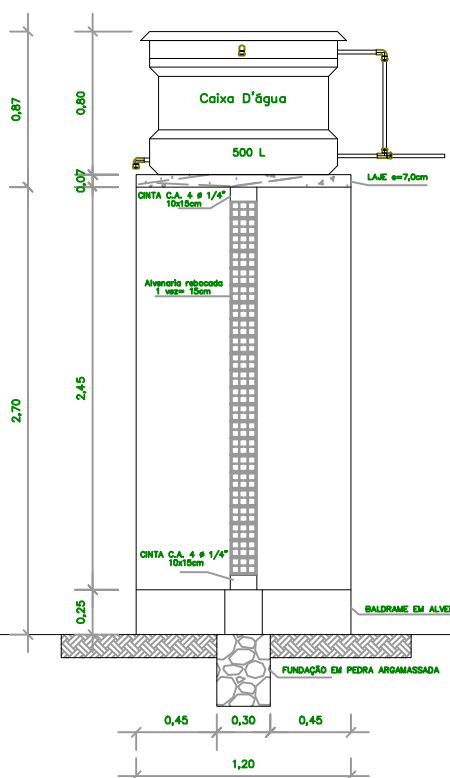 0,87
0,80
Caixa D'água
500 L
0,07
LAJE e=7,0cm
CINTA C.A. 4 ø 1/4"
10x15cm
Alvenaria rebocada
1 vez= 15cm
2,45
2,70
CINTA C.A. 4 ø 1/4"
10x15cm
0,25
BALDRAME EM ALVE
FUNDAÇÃO EM PEDRA ARGAMASSADA
0,45
0,30
0,45
1,20